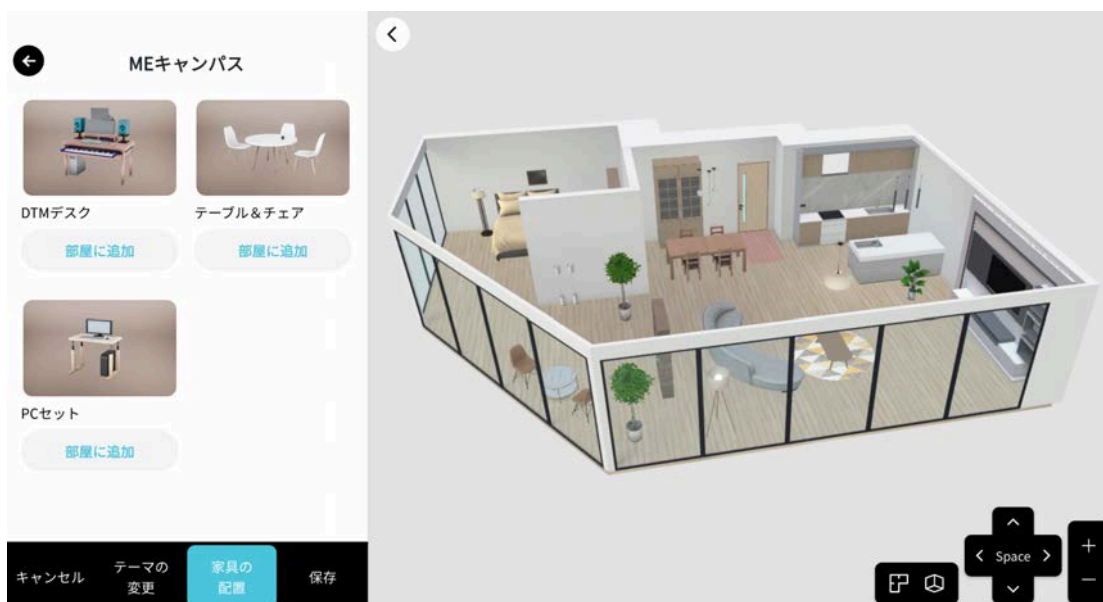 MEキャンパス
DTMデスク
テーブル＆チェア
部屋に追加
部屋に追加
PCセット
部屋に追加
キャンセル
テーマの
変更
家具の
配置
保存
Space